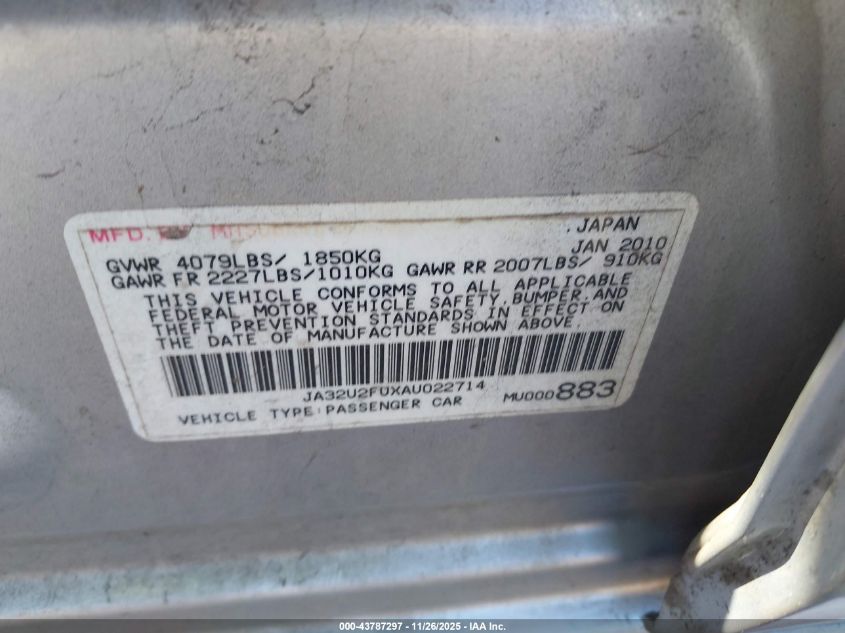 MFD.
JAPAN
JAN 2010
GVWR 4079LBS/ 1850KG
GAWR FR 2227LBS/1010KG GAWR RR 2007LBS/ 910KG
THIS VEHICLE CONFORMS TO ALL APPLICABLE
FEDERAL MOTOR VEHICLE SAFETY, BUMPER, AND
THEFT PREVENTION STANDARDS IN EFFECT ON
THE DATE OF MANUFACTURE SHOWN ABOVE.
JA32U2FUXAU022714
MU000883
VEHICLE TYPE:PASSENGER CAR
000-43787297 - 11/26/2025 - IAA Inc.